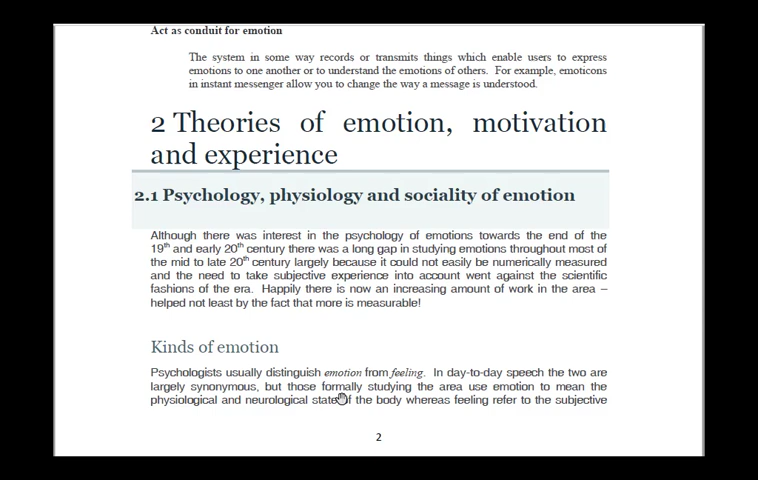 Act as conduit for emotion
The system in some way records or transmits things which enable users to express
emotions to one another or to understand the emotions of others. For example, emoticons
in instant messenger allow you to change the way a message is understood.
2 Theories of emotion, motivation
and experience
2.1 Psychology, physiology and sociality of emotion
Although there was interest in the psychology of emotions towards the end of the
19th and early 20th century there was a long gap in studying emotions throughout most of
the mid to late 20th century largely because it could not easily be numerically measured
and the need to take subjective experience into account went against the scientific
fashions of the era. Happily there is now an increasing amount of work in the area –
helped not least by the fact that more is measurable!
Kinds of emotion
Psychologists usually distinguish emotion from feeling. In day-to-day speech the two are
largely synonymous, but those formally studying the area use emotion to mean the
physiological and neurological state of the body whereas feeling refer to the subjective
2